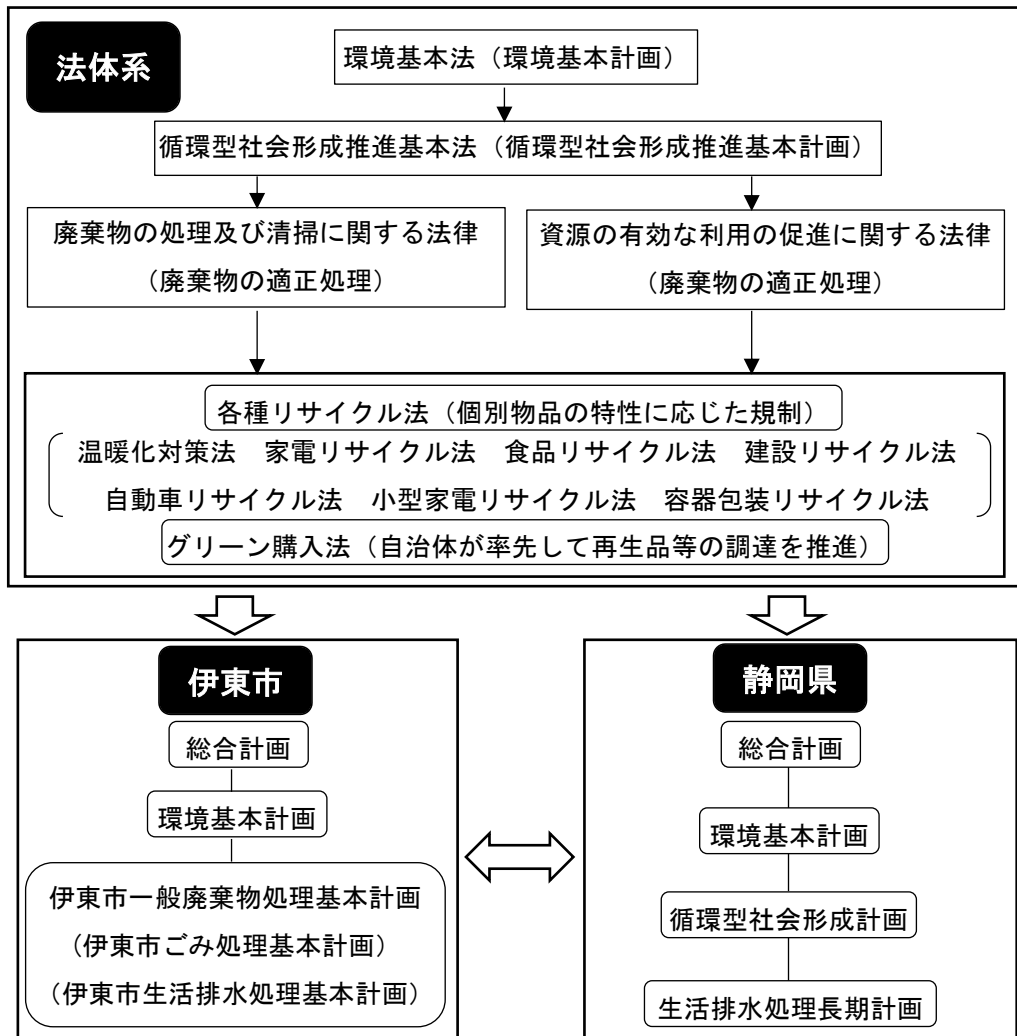 法体系
環境基本法（環境基本計画）
循環型社会形成推進基本法（循環型社会形成推進基本計画）
廃棄物の処理及び清掃に関する法律
（廃棄物の適正処理）
資源の有効な利用の促進に関する法律
（廃棄物の適正処理）
各種リサイクル法（個別物品の特性に応じた規制）
温暖化対策法　家電リサイクル法　食品リサイクル法　建設リサイクル法
自動車リサイクル法　小型家電リサイクル法　容器包装リサイクル法
グリーン購入法（自治体が率先して再生品等の調達を推進）
伊東市
総合計画
環境基本計画
伊東市一般廃棄物処理基本計画
（伊東市ごみ処理基本計画）
（伊東市生活排水処理基本計画）
静岡県
総合計画
環境基本計画
循環型社会形成計画
生活排水処理長期計画